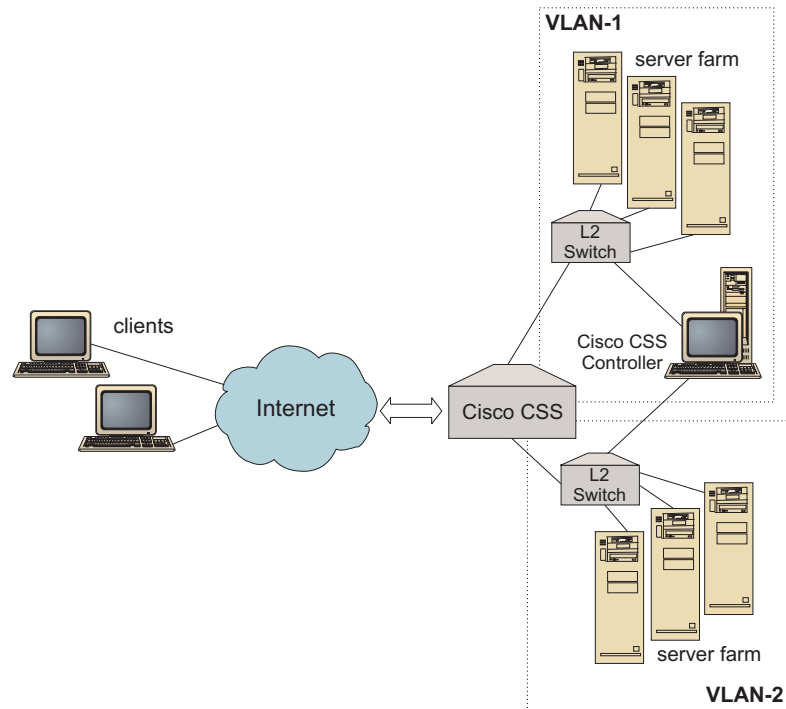 VLAN-1
server farm
L2
Switch
clients
Cisco CSS
Controller
Internet
Cisco CSS
L2
Switch
server farm
VLAN-2